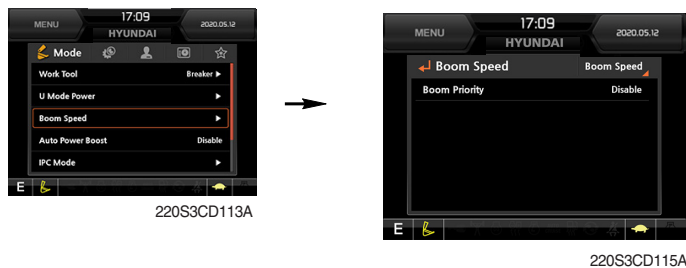 MENU 17:09 2020.05.12
HYUNDAI
Mode
Work Tool Breaker ►
U Mode Power ►
Boom Speed ►
Auto Power Boost Disable
IPC Mode ►
E
220S3CD113A
MENU 17:09 2020.05.12
HYUNDAI
Boom Speed Boom Speed
Boom Priority Disable
E
220S3CD115A